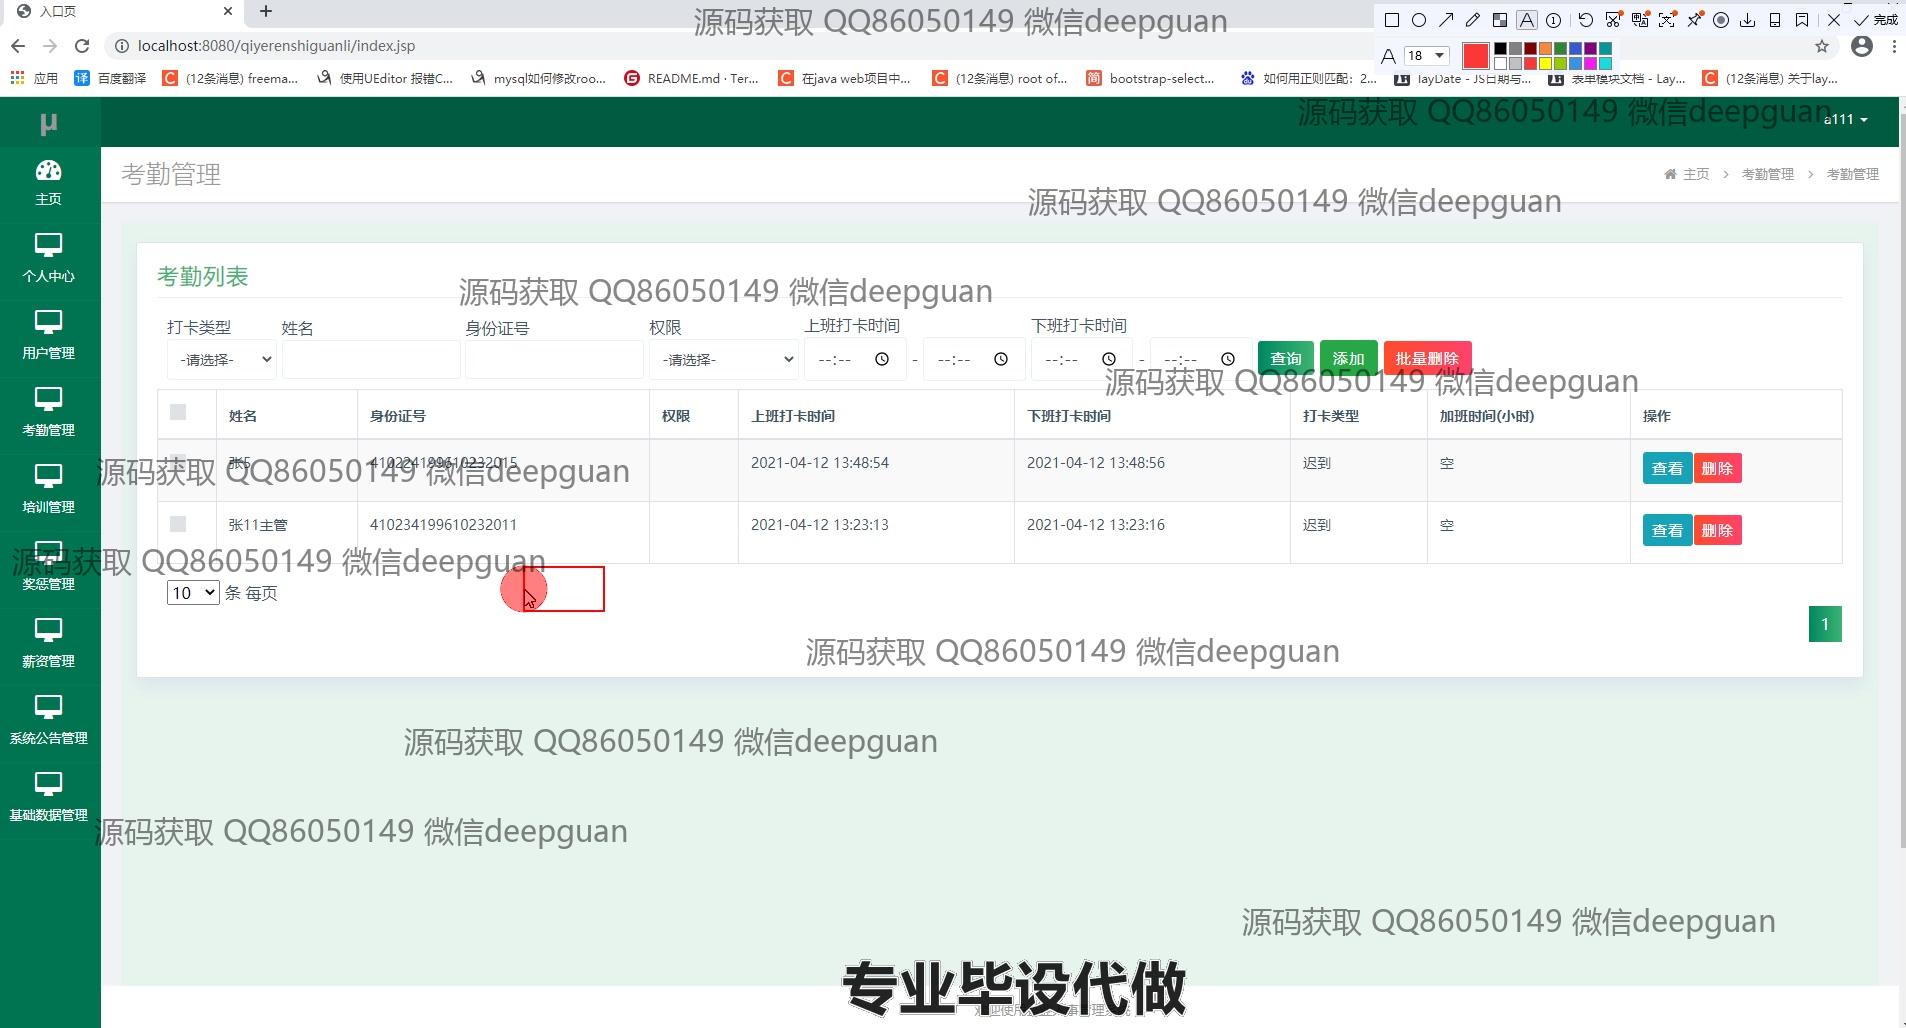 入口页
源码获取 QQ86050149 微信deepguan
完成
localhost:8080/qiyerenshiguanli/index.jsp
18
应用
百度翻译
(12条消息) freema...
使用UEditor 报错C...
mysql如何修改roo...
README.md · Ter...
在java web项目中...
(12条消息) root of...
bootstrap-select...
如何用正则匹配：2...
layDate - JS日期与...
表单模块文档 - Lay...
(12条消息) 关于lay...
μ
源码获取 QQ86050149 微信deepguan
a111
考勤管理
主页 > 考勤管理 > 考勤管理
源码获取 QQ86050149 微信deepguan
主页
个人中心
用户管理
考勤管理
培训管理
奖惩管理
薪资管理
系统公告管理
基础数据管理
考勤列表
源码获取 QQ86050149 微信deepguan
打卡类型 姓名 身份证号 权限 上班打卡时间 下班打卡时间
-请选择- -请选择- --:-- - --:-- --:-- - --:-- 查询 添加 批量删除
源码获取 QQ86050149 微信deepguan
姓名 身份证号 权限 上班打卡时间 下班打卡时间 打卡类型 加班时间(小时) 操作
张5 410224199610232015 2021-04-12 13:48:54 2021-04-12 13:48:56 迟到 空 查看 删除
源码获取 QQ86050149 微信deepguan
张11主管 410234199610232011 2021-04-12 13:23:13 2021-04-12 13:23:16 迟到 空 查看 删除
源码获取 QQ86050149 微信deepguan
10 条 每页
1
源码获取 QQ86050149 微信deepguan
源码获取 QQ86050149 微信deepguan
源码获取 QQ86050149 微信deepguan
源码获取 QQ86050149 微信deepguan
专业毕设代做